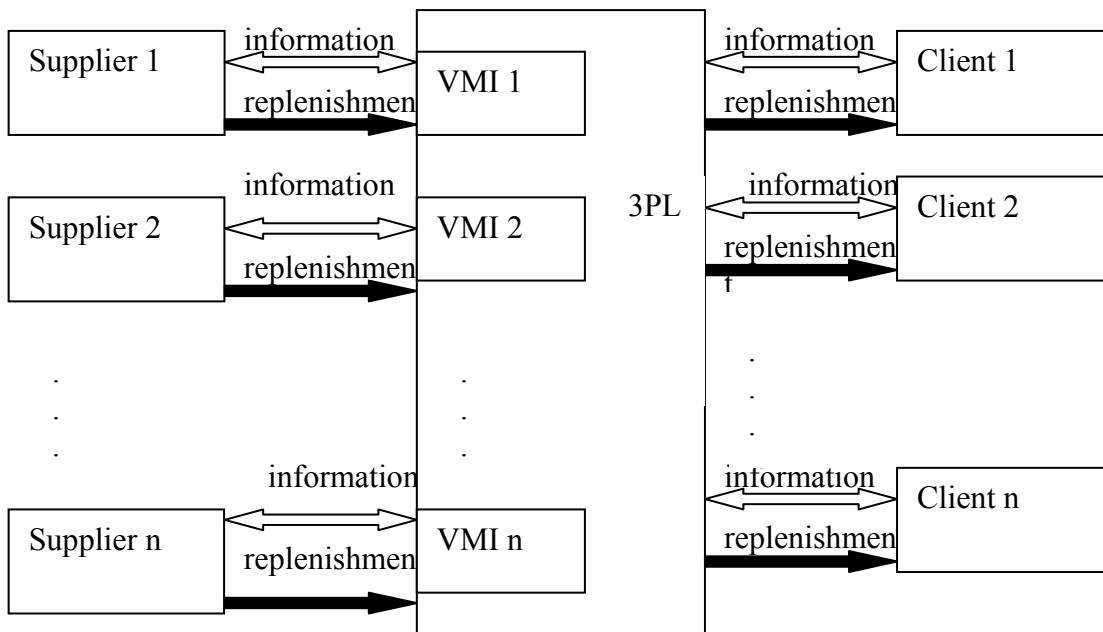 information
information
Supplier 1
VMI 1
Client 1
replenishmen
replenishmen
information
information
Supplier 2
VMI 2
3PL
Client 2
replenishmen
replenishmen
t
.
.
.
.
.
.
.
.
.
.
information
information
Supplier n
VMI n
Client n
replenishmen
replenishmen